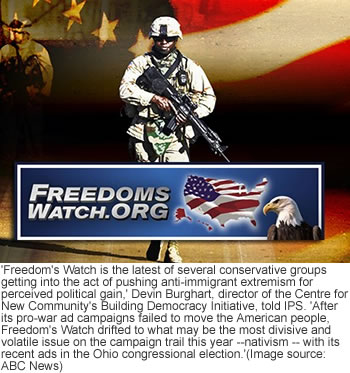 FREEDOMS
WATCH.ORG
'Freedom's Watch is the latest of several conservative groups
getting into the act of pushing anti-immigrant extremism for
perceived political gain,' Devin Burghart, director of the Centre for
New Community's Building Democracy Initiative, told IPS. 'After
its pro-war ad campaigns failed to move the American people,
Freedom's Watch drifted to what may be the most divisive and
volatile issue on the campaign trail this year --nativism -- with its
recent ads in the Ohio congressional election.'(Image source:
ABC News)